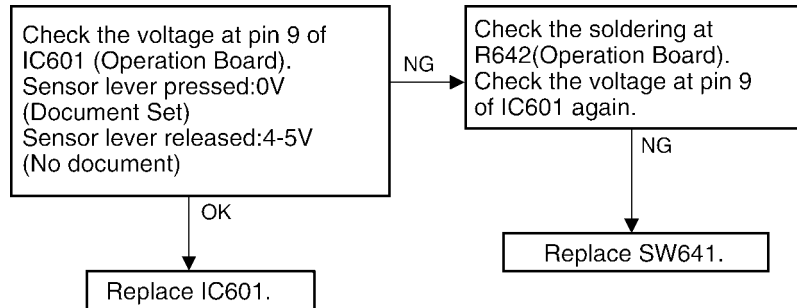 Check the voltage at pin 9 of
IC601 (Operation Board).
Sensor lever pressed:0V
(Document Set)
Sensor lever released:4-5V
(No document)
NG
Check the soldering at
R642(Operation Board).
Check the voltage at pin 9
of IC601 again.
OK
NG
Replace IC601.
Replace SW641.